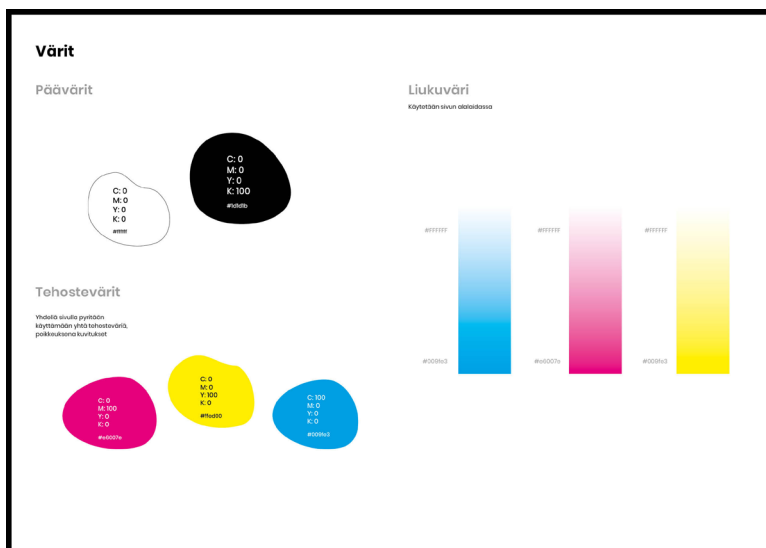 Värit
Päävärit
C: 0
M: 0
Y: 0
K: 0
#ffffff
C: 0
M: 0
Y: 0
K: 100
#1d1d1b
Tehostevärit
Yhdellä sivulla pyritään
käyttämään yhtä tehosteväriä,
poikkeuksena kuvitukset
C: 0
M: 100
Y: 0
K: 0
#e6007e
C: 0
M: 0
Y: 100
K: 0
#ffed00
C: 100
M: 0
Y: 0
K: 0
#009fe3
Liukuväri
Käytetään sivun alalaidassa
#FFFFFF
#009fe3
#FFFFFF
#e6007e
#FFFFFF
#009fe3